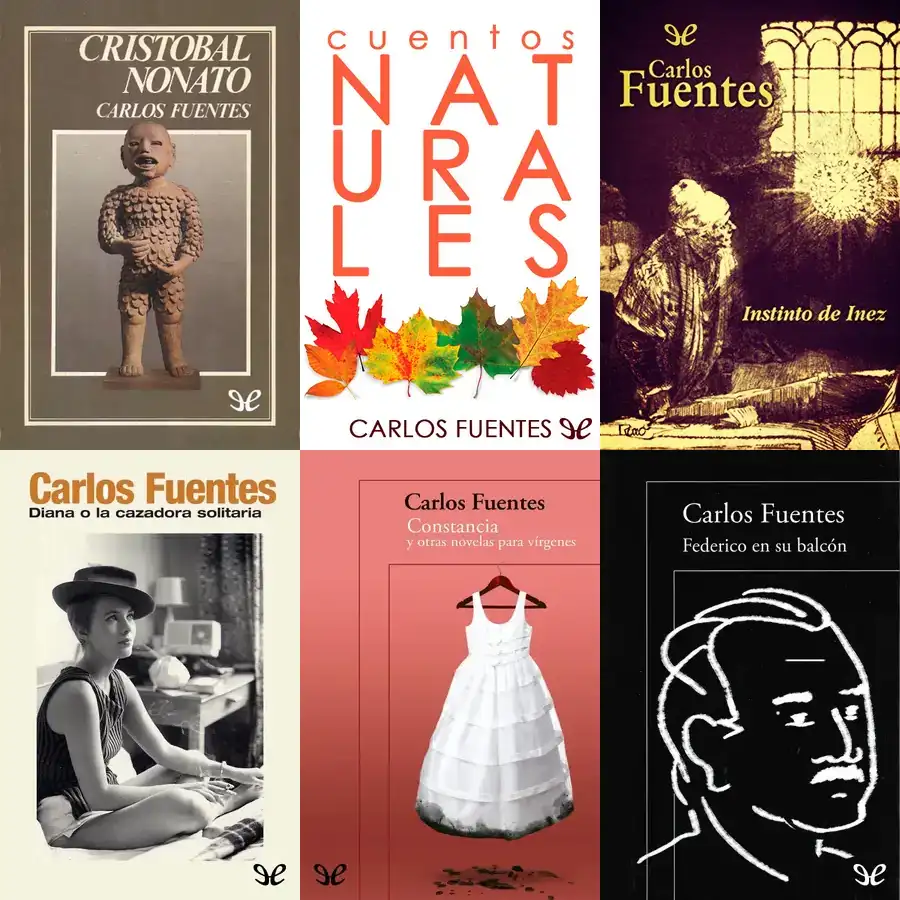 CRISTOBAL
NONATO
CARLOS FUENTES
cuentos
NAT
URA
LES
CARLOS FUENTES
Carlos
Fuentes
Instinto de Inez
Carlos Fuentes
Diana o la cazadora solitaria
Carlos Fuentes
Constancia
y otras novelas para vírgenes
Carlos Fuentes
Federico en su balcón